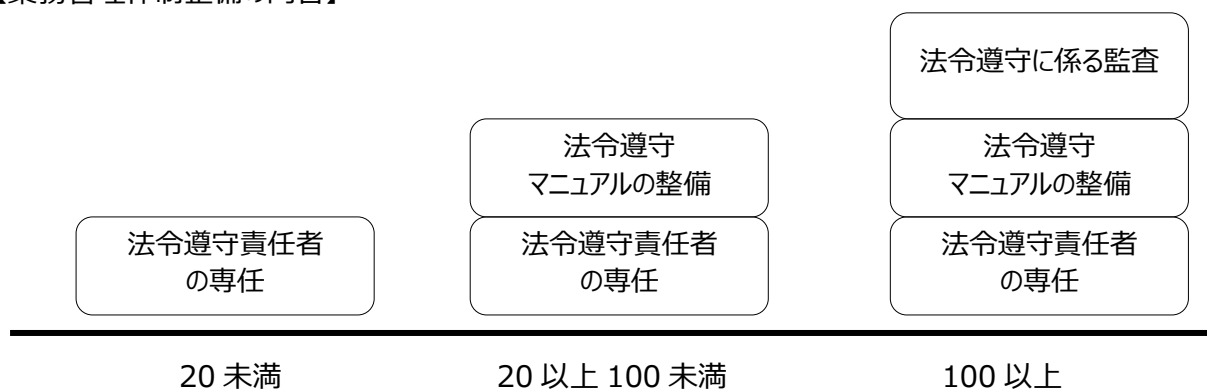 法令遵守に係る監査
法令遵守
マニュアルの整備
法令遵守
マニュアルの整備
法令遵守責任者
の専任
法令遵守責任者
の専任
法令遵守責任者
の専任
20 未満
20 以上 100 未満
100 以上